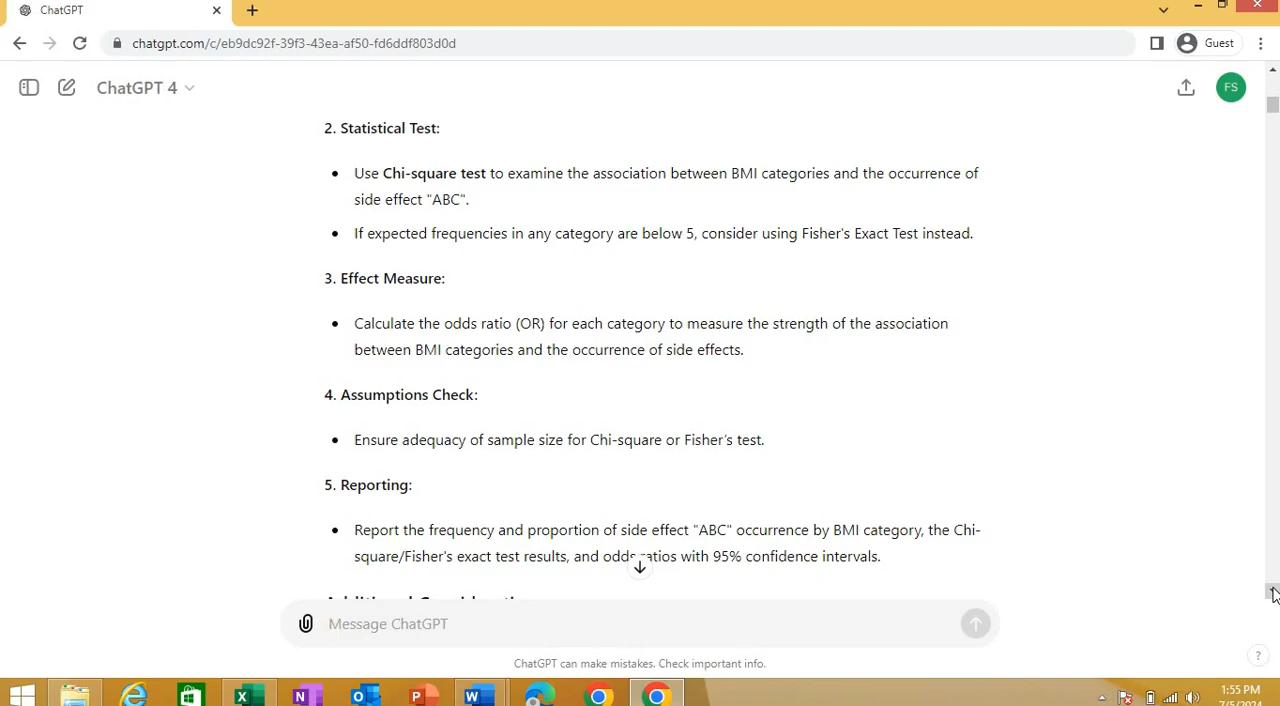 ChatGPT
chatgpt.com/c/eb9dc92f-39f3-43ea-af50-fd6ddf803d0d
Guest
ChatGPT 4
FS
2. Statistical Test:
Use Chi-square test to examine the association between BMI categories and the occurrence of
side effect "ABC".
If expected frequencies in any category are below 5, consider using Fisher's Exact Test instead.
3. Effect Measure:
Calculate the odds ratio (OR) for each category to measure the strength of the association
between BMI categories and the occurrence of side effects.
4. Assumptions Check:
Ensure adequacy of sample size for Chi-square or Fisher's test.
5. Reporting:
Report the frequency and proportion of side effect "ABC" occurrence by BMI category, the Chi-
square/Fisher's exact test results, and odds ratios with 95% confidence intervals.
Message ChatGPT
ChatGPT can make mistakes. Check important info.
?
1:55 PM
7/5/2024